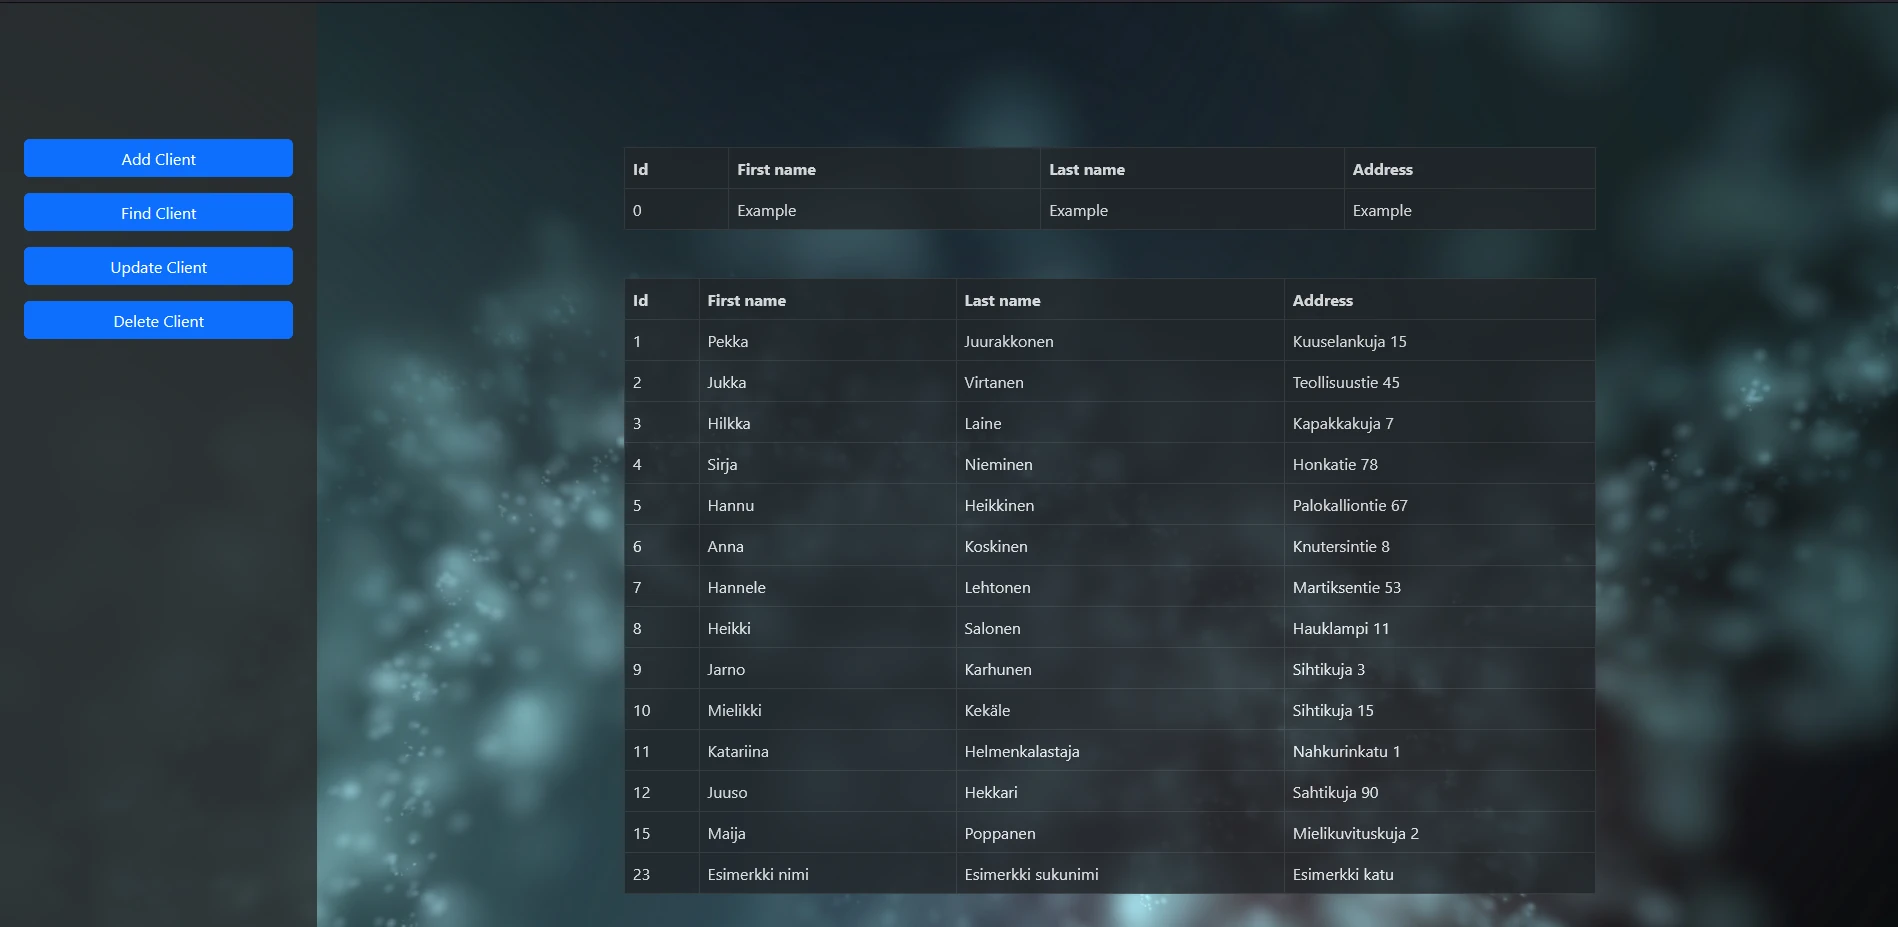 Add Client
Find Client
Update Client
Delete Client
Id First name Last name Address
0 Example Example Example
Id First name Last name Address
1 Pekka Juurakkonen Kuuselankuja 15
2 Jukka Virtanen Teollisuustie 45
3 Hilkka Laine Kapakkakuja 7
4 Sirja Nieminen Honkatie 78
5 Hannu Heikkinen Palokalliontie 67
6 Anna Koskinen Knutersintie 8
7 Hannele Lehtonen Martiksentie 53
8 Heikki Salonen Hauklampi 11
9 Jarno Karhunen Sihtikuja 3
10 Mielikki Kekäle Sihtikuja 15
11 Katariina Helmenkalastaja Nahkurinkatu 1
12 Juuso Hekkari Sahtikuja 90
15 Maija Poppanen Mielikuvituskuja 2
23 Esimerkki nimi Esimerkki sukunimi Esimerkki katu